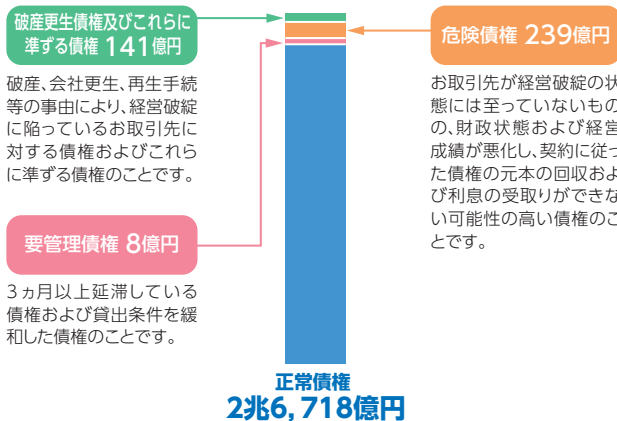 破産更生債権及びこれらに
準ずる債権 141億円
破産、会社更生、再生手続
等の事由により、経営破綻
に陥っているお取引先に
対する債権およびこれら
に準ずる債権のことです。
要管理債権 8億円
3ヵ月以上延滞している
債権および貸出条件を緩
和した債権のことです。
危険債権 239億円
お取引先が経営破綻の状
態には至っていないもの
の、財政状態および経営
成績が悪化し、契約に従っ
た債権の元本の回収およ
び利息の受取りができな
い可能性の高い債権のこ
とです。
正常債権
2兆6,718億円